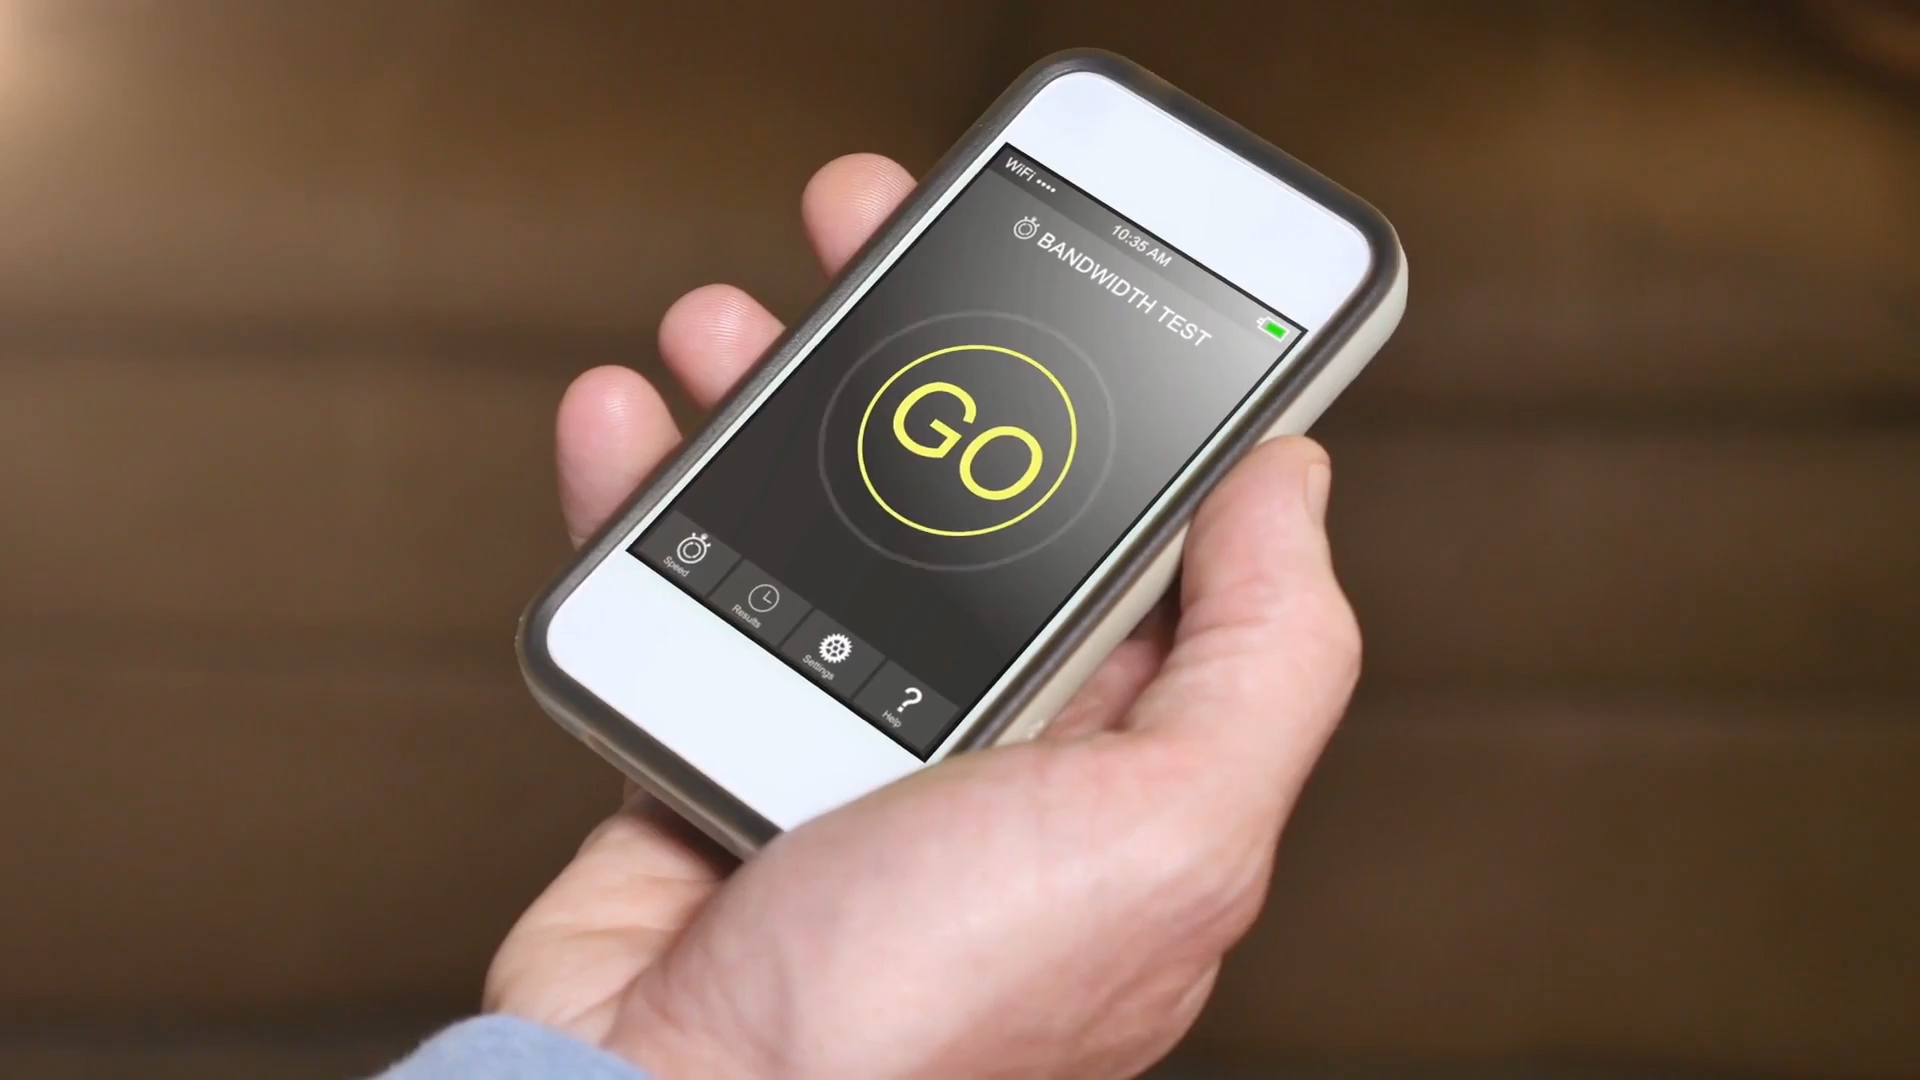 WiFi ••••
10:35 AM
BANDWIDTH TEST
GO
Speed
Results
Settings
?
Help